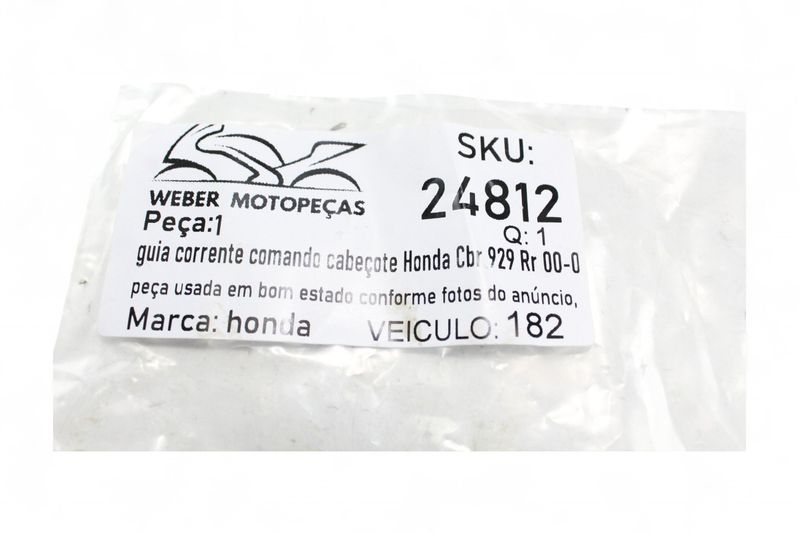 WEBER MOTOPEÇAS
SKU:
24812
Peça:1
Q: 1
guia corrente comando cabeçote Honda Cbr 929 Rr 00-0
peça usada em bom estado conforme fotos do anúncio,
Marca: honda
VEICULO: 182